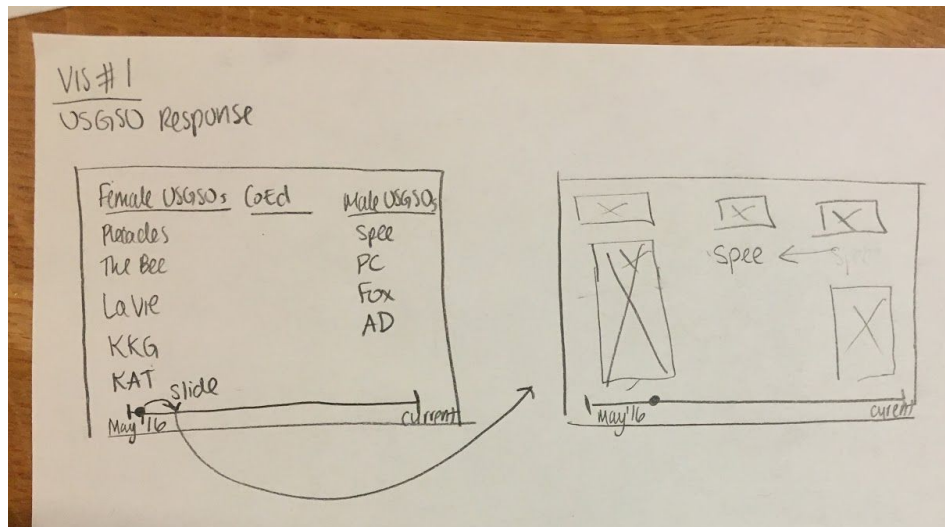 VIS #1
USGSO Response
Female USGSOs CoEd Male USGSOs
Pleiades Spee
The Bee PC
La Vie Fox
KKG AD
KAT
slide
May '16 current
Spee
May '16 current